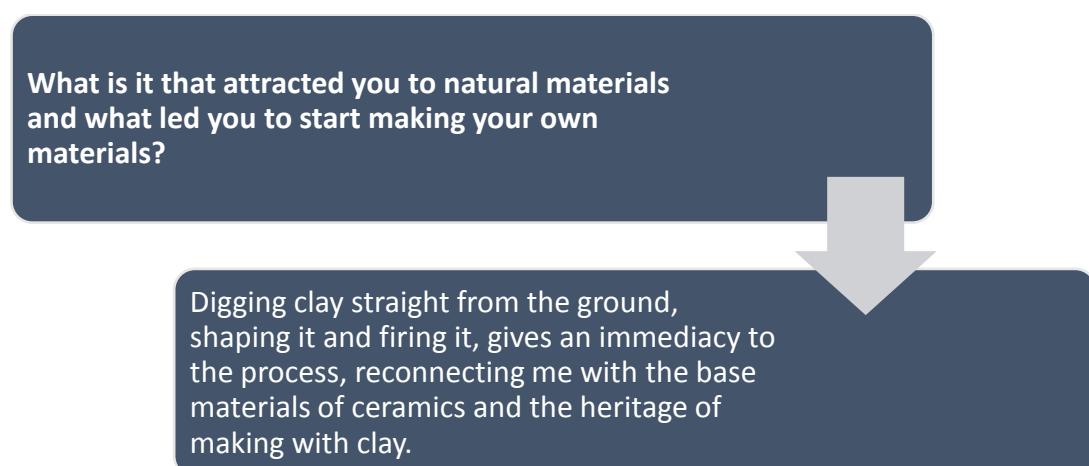 What is it that attracted you to natural materials
and what led you to start making your own
materials?
Digging clay straight from the ground,
shaping it and firing it, gives an immediacy to
the process, reconnecting me with the base
materials of ceramics and the heritage of
making with clay.